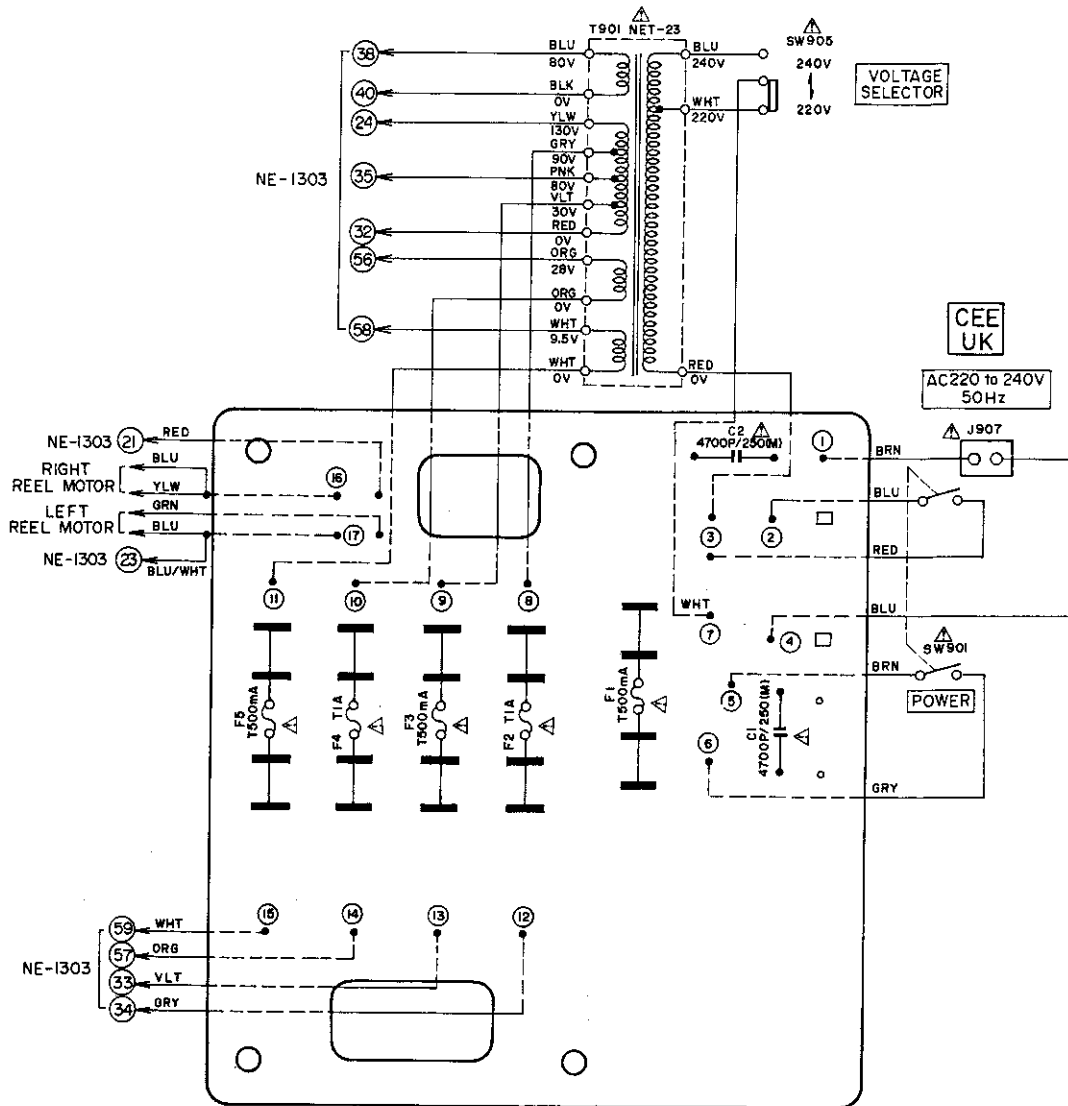 T901 NET-23
SW905
240V
220V
VOLTAGE
SELECTOR
BLU
240V
WHT
220V
RED
0V
NE-1303
38
BLU
80V
40
BLK
0V
24
YLW
130V
GRY
90V
35
PNK
80V
VLT
30V
32
RED
0V
56
ORG
28V
ORG
0V
58
WHT
9.5V
WHT
0V
CEE
UK
AC220 to 240V
50Hz
J907
NE-1303 21 RED
RIGHT
REEL MOTOR
BLU
YLW
LEFT
REEL MOTOR
GRN
BLU
NE-1303 23
BLU/WHT
16
17
C2
4700P/250(M)
1
BRN
BLU
3
2
RED
11
10
9
8
WHT
7
BLU
4
SW901
BRN
5
POWER
6
C1
4700P/250(M)
GRY
F5
T500mA
F4 T1A
F3
T500mA
F2 T1A
F1
T500mA
15
14
13
12
NE-1303
59 WHT
57 ORG
33 VLT
34 GRY